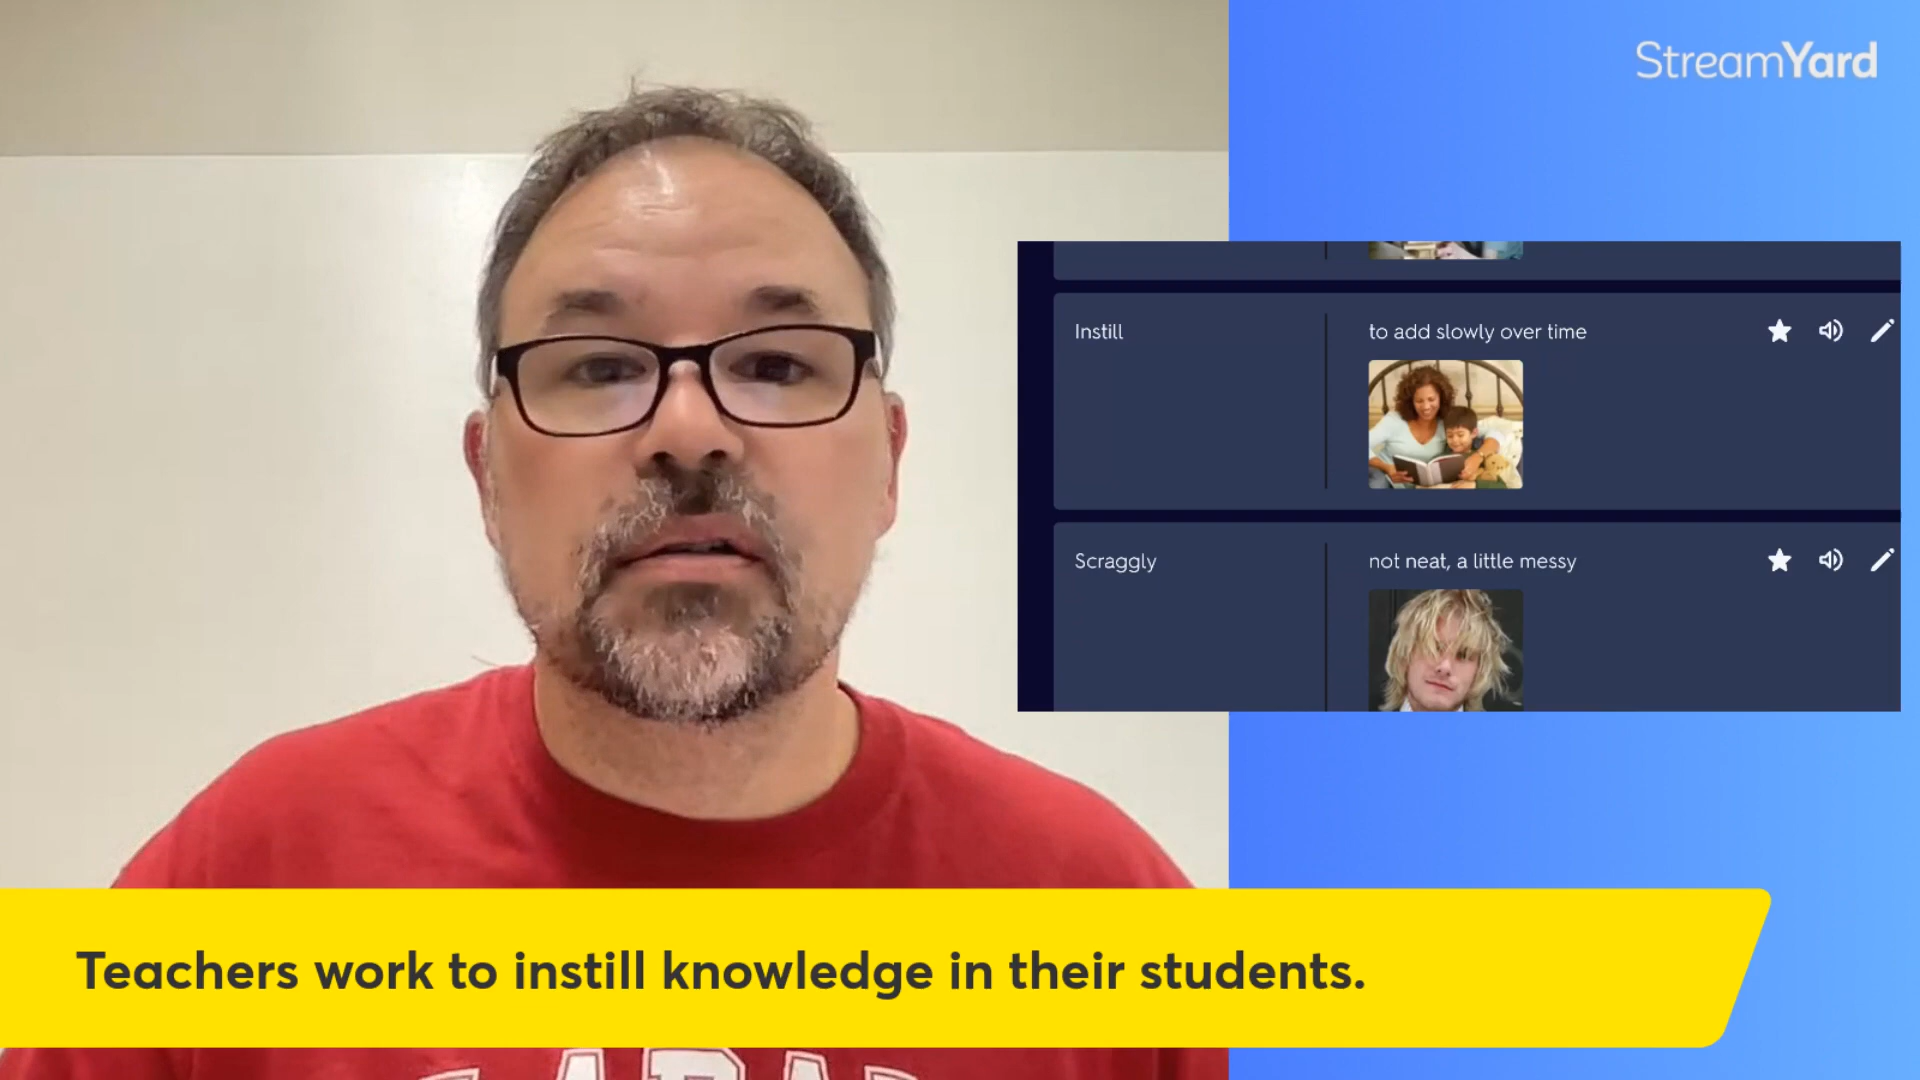 StreamYard
Instill
to add slowly over time
Scraggly
not neat, a little messy
Teachers work to instill knowledge in their students.